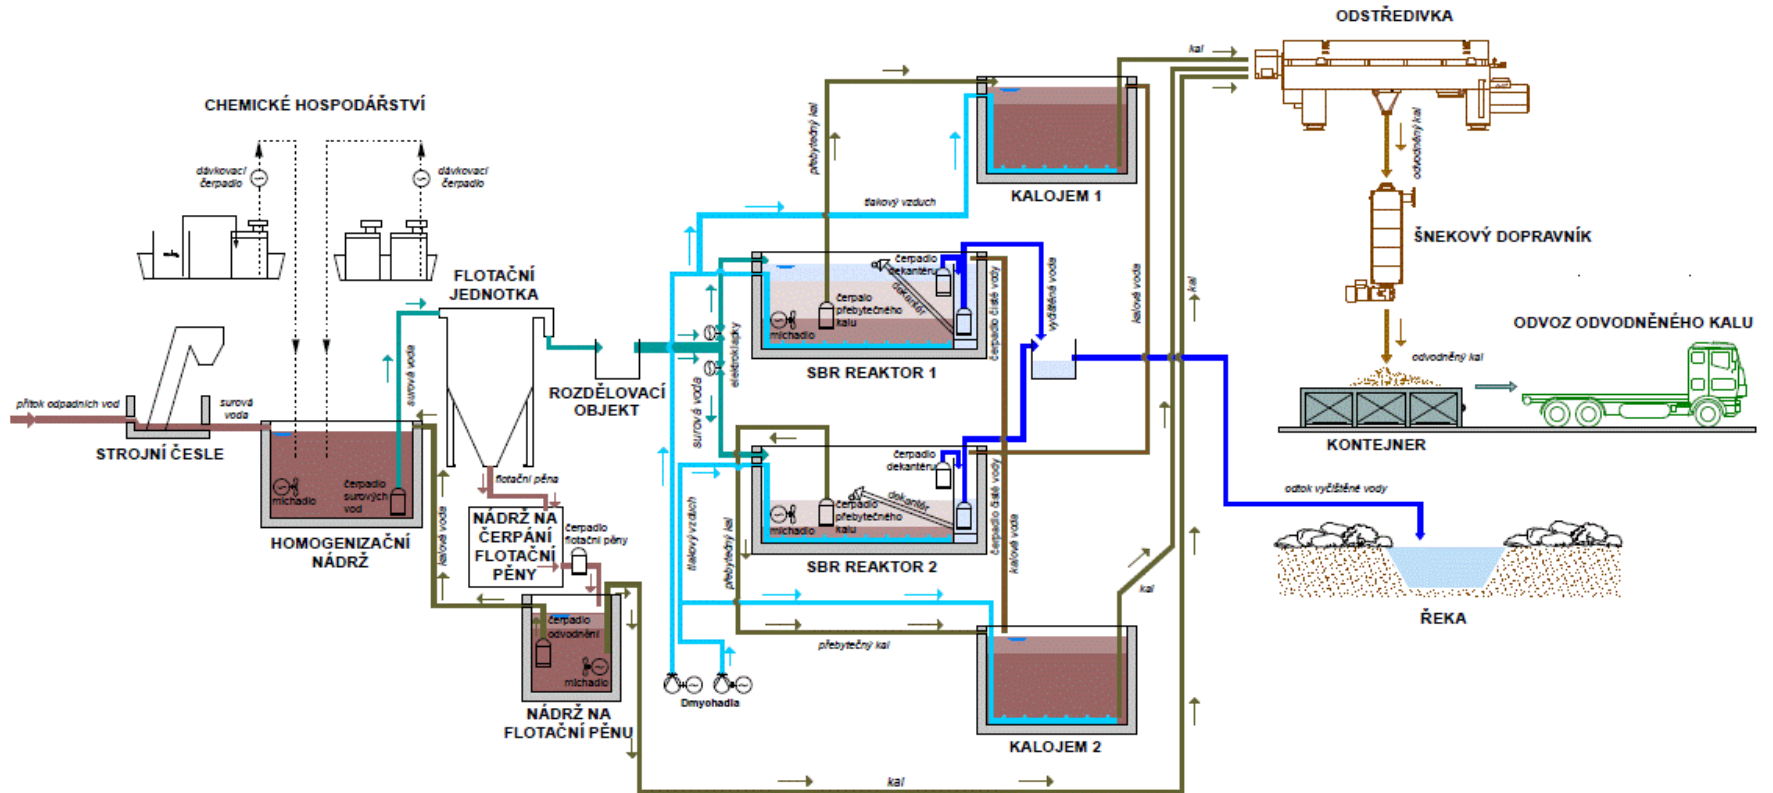 ODSTŘEDIVKA
kal
CHEMICKÉ HOSPODÁŘSTVÍ
dávkovací
čerpadlo
dávkovací
čerpadlo
přebytečný kal
odvodněný kal
KALOJEM 1
tlakový vzduch
ŠNEKOVÝ DOPRAVNÍK
FLOTAČNÍ
JEDNOTKA
čerpadlo
dekantéru
dekantér
čerpalo
přebytečného
kalu
míchadlo
čerpadlo čisté vody
vyčištěná voda
kalová voda
kal
ODVOZ ODVODNĚNÉHO KALU
odvodněný kal
elektroklapky
surová voda
SBR REAKTOR 1
ROZDĚLOVACÍ
OBJEKT
přítok odpadních vod
surová
voda
surová voda
STROJNÍ ČESLE
KONTEJNER
čerpadlo
dekantéru
dekantér
čerpadlo
přebytečného
kalu
míchadlo
čerpadlo čisté vody
flotační pěna
čerpadlo
surových
vod
míchadlo
odtok vyčištěné vody
NÁDRŽ NA
ČERPÁNÍ
FLOTAČNÍ
PĚNY
čerpadlo
flotační pěny
HOMOGENIZAČNÍ
NÁDRŽ
kalová voda
tlakový vzduch
přebytečný kal
SBR REAKTOR 2
kalová voda
kal
ŘEKA
čerpadlo
odvodnění
míchadlo
přebytečný kal
Dmyohadla
NÁDRŽ NA
FLOTAČNÍ PĚNU
KALOJEM 2
kal